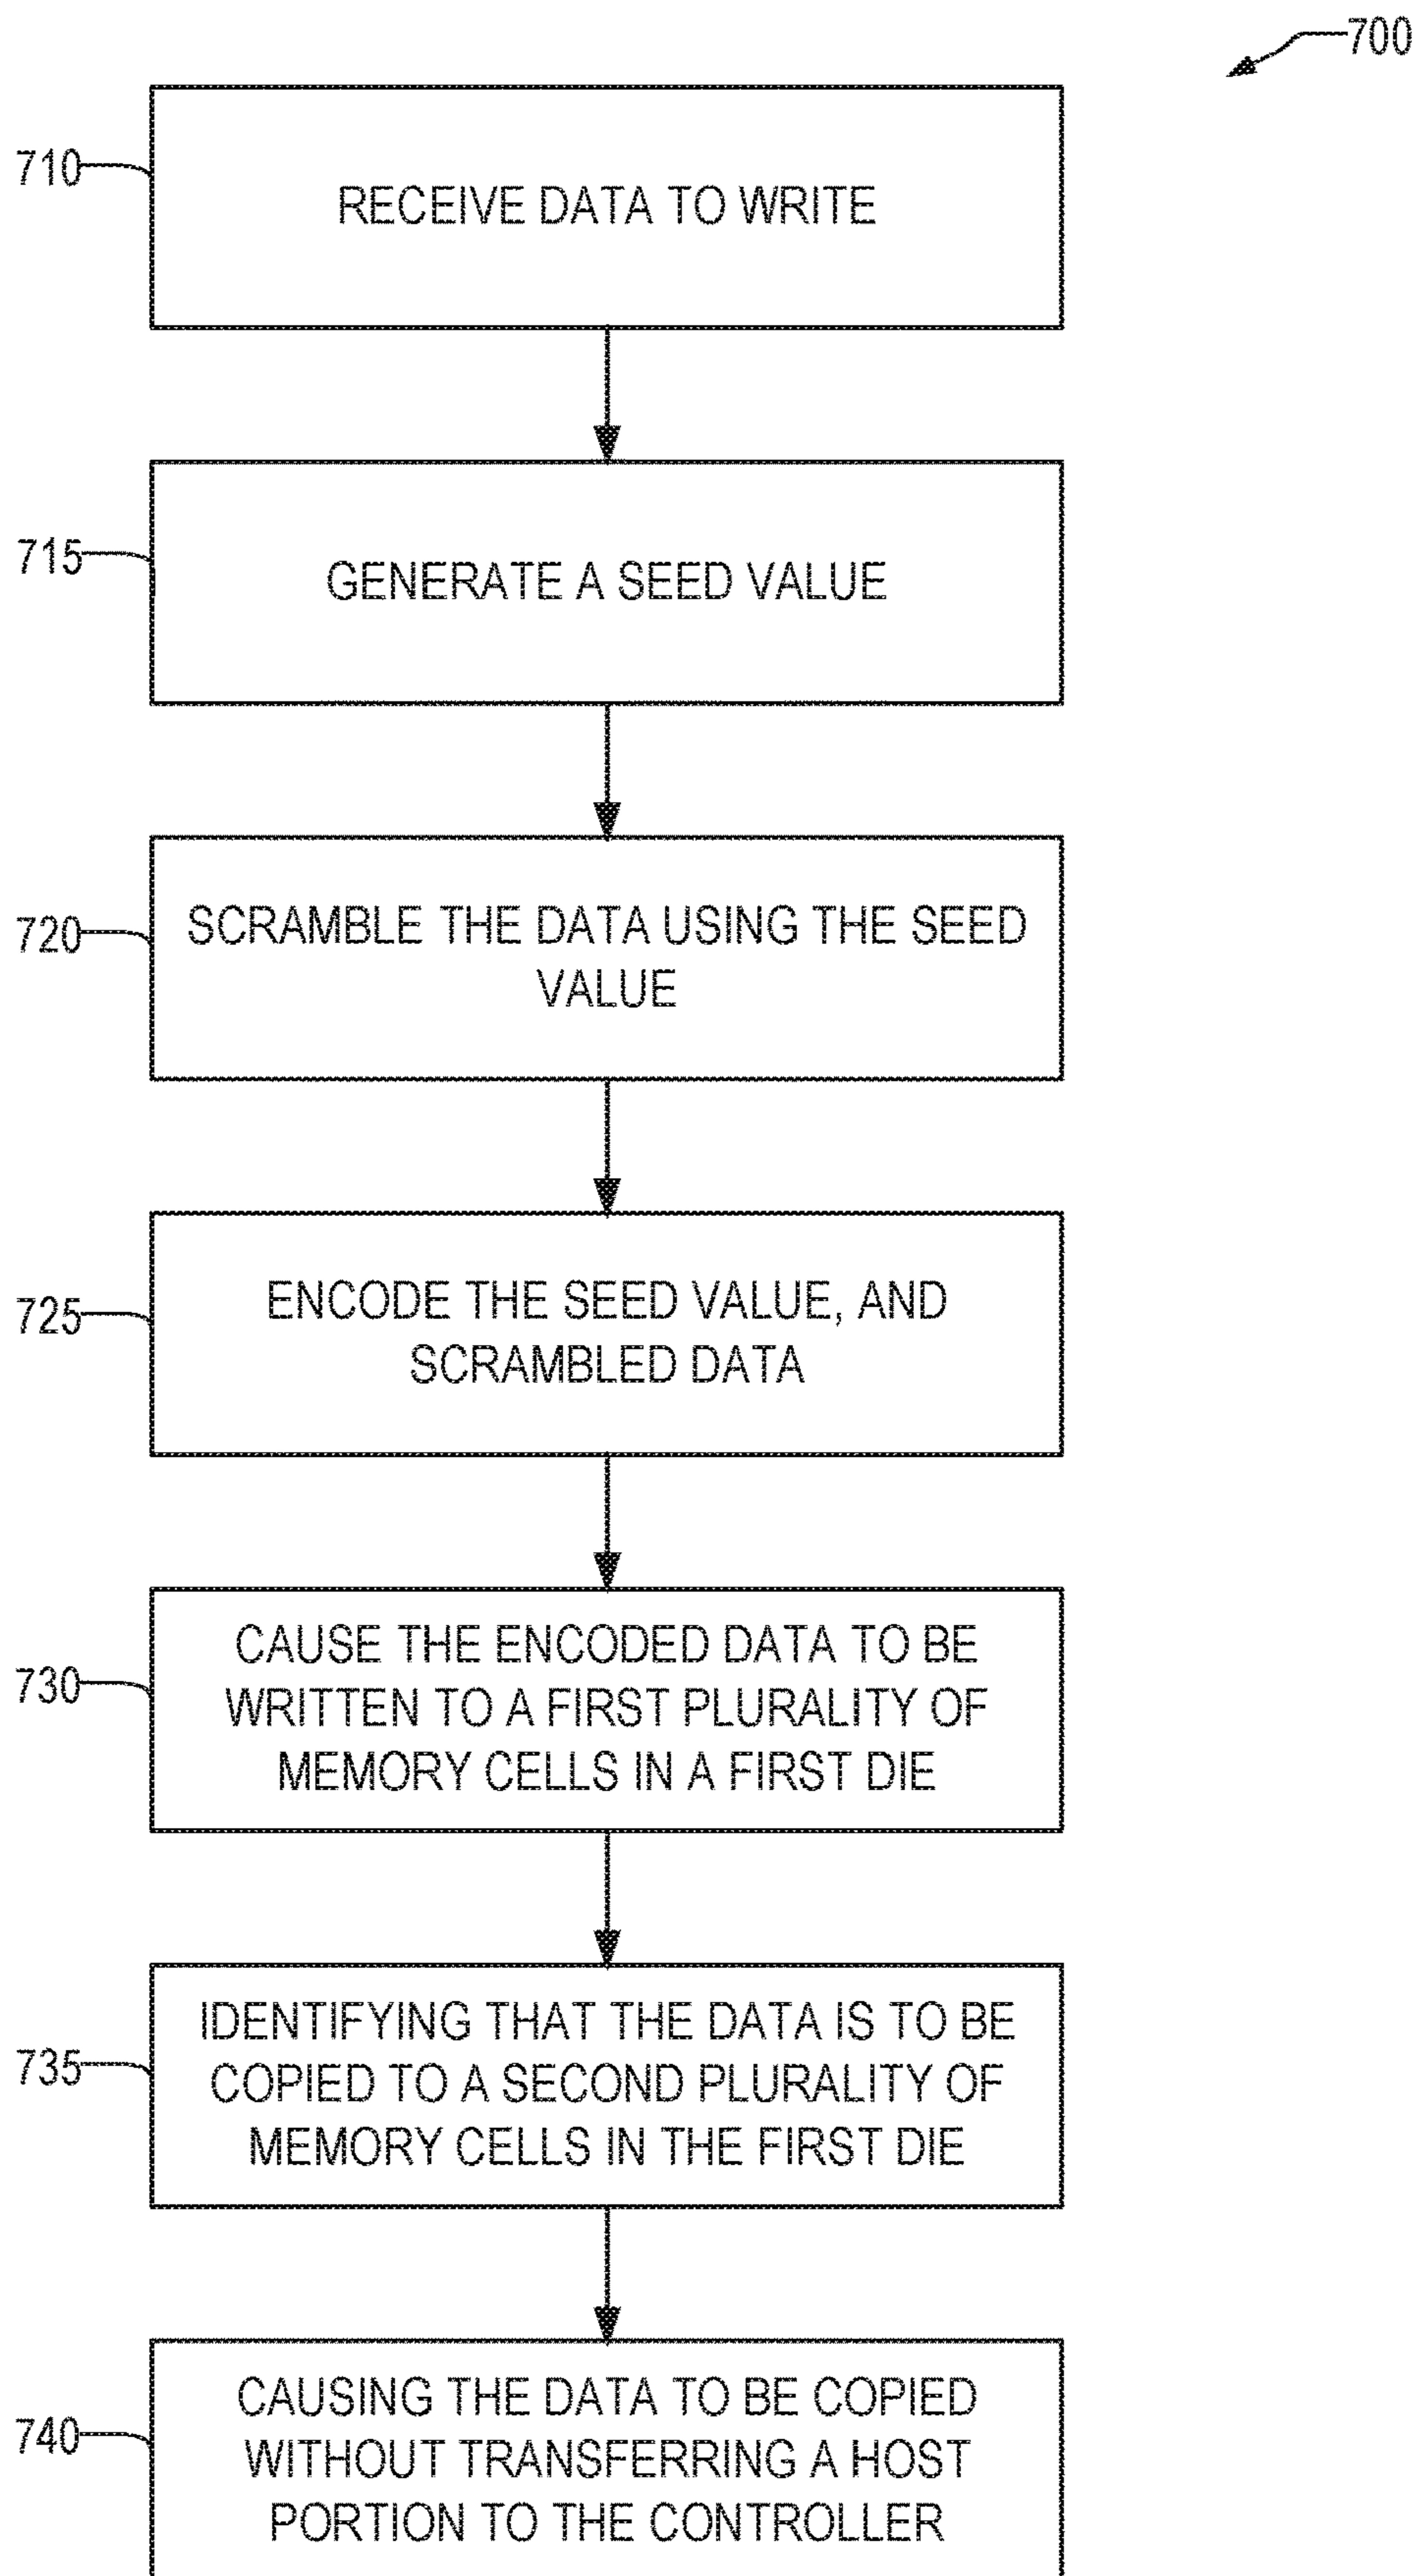 700
710
RECEIVE DATA TO WRITE
715
GENERATE A SEED VALUE
720
SCRAMBLE THE DATA USING THE SEED
VALUE
725
ENCODE THE SEED VALUE, AND
SCRAMBLED DATA
730
CAUSE THE ENCODED DATA TO BE
WRITTEN TO A FIRST PLURALITY OF
MEMORY CELLS IN A FIRST DIE
735
IDENTIFYING THAT THE DATA IS TO BE
COPIED TO A SECOND PLURALITY OF
MEMORY CELLS IN THE FIRST DIE
740
CAUSING THE DATA TO BE COPIED
WITHOUT TRANSFERRING A HOST
PORTION TO THE CONTROLLER